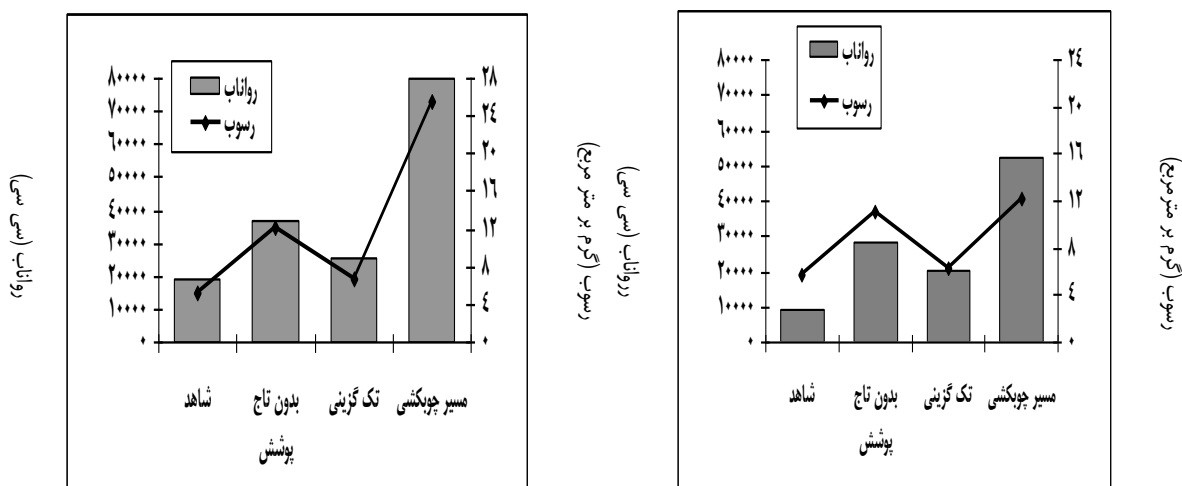 رواناب (سی سی)
۸۰۰۰۰
۷۰۰۰۰
۶۰۰۰۰
۵۰۰۰۰
۴۰۰۰۰
۳۰۰۰۰
۲۰۰۰۰
۱۰۰۰۰
۰
رواناب
رسوب
۲۸
۲۴
۲۰
۱۶
۱۲
۸
۴
۰
رسوب (گرم بر متر مربع)
شاهد
بدون تاج پوشش
تک گزینی
مسیر چوبکشی
ررواناب (سی سی)
۸۰۰۰۰
۷۰۰۰۰
۶۰۰۰۰
۵۰۰۰۰
۴۰۰۰۰
۳۰۰۰۰
۲۰۰۰۰
۱۰۰۰۰
۰
رواناب
رسوب
۲۴
۲۰
۱۶
۱۲
۸
۴
۰
رسوب (گرم بر مترمربع)
شاهد
بدون تاج
پوشش
تک گزینی
مسیر چوبکشی